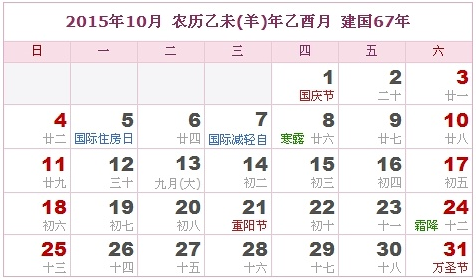 2015年10月 农历乙未(羊)年乙酉月 建国67年
日 一 二 三 四 五 六
1 2 3
国庆节 二十 廿一
4 5 6 7 8 9 10
廿二 国际住房日 廿四 国际减轻自 寒露 廿六 廿七 廿八
11 12 13 14 15 16 17
廿九 三十 九月(大) 初二 初三 初四 初五
18 19 20 21 22 23 24
初六 初七 初八 重阳节 初十 十一 霜降 十二
25 26 27 28 29 30 31
十三 十四 十五 十六 十七 十八 万圣节